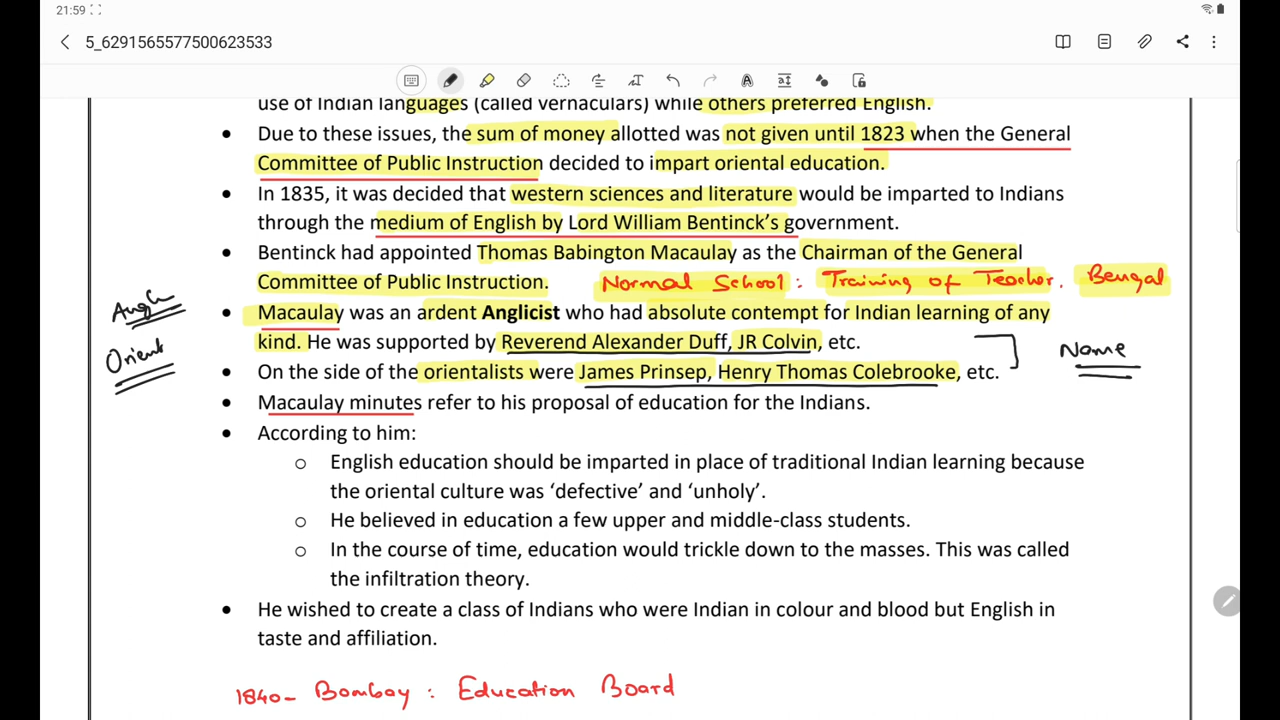 21:59
5_6291565577500623533
use of Indian languages (called vernaculars) while others preferred English.
• Due to these issues, the sum of money allotted was not given until 1823 when the General
Committee of Public Instruction decided to impart oriental education.
• In 1835, it was decided that western sciences and literature would be imparted to Indians
through the medium of English by Lord William Bentinck's government.
• Bentinck had appointed Thomas Babington Macaulay as the Chairman of the General
Committee of Public Instruction. Normal School : Training of Teacher. Bengal
Angli
• Macaulay was an ardent Anglicist who had absolute contempt for Indian learning of any
kind. He was supported by Reverend Alexander Duff, JR Colvin, etc.
Orient
Name
• On the side of the orientalists were James Prinsep, Henry Thomas Colebrooke, etc.
• Macaulay minutes refer to his proposal of education for the Indians.
• According to him:
o English education should be imparted in place of traditional Indian learning because
the oriental culture was 'defective' and 'unholy'.
o He believed in education a few upper and middle-class students.
o In the course of time, education would trickle down to the masses. This was called
the infiltration theory.
• He wished to create a class of Indians who were Indian in colour and blood but English in
taste and affiliation.
1840- Bombay : Education Board